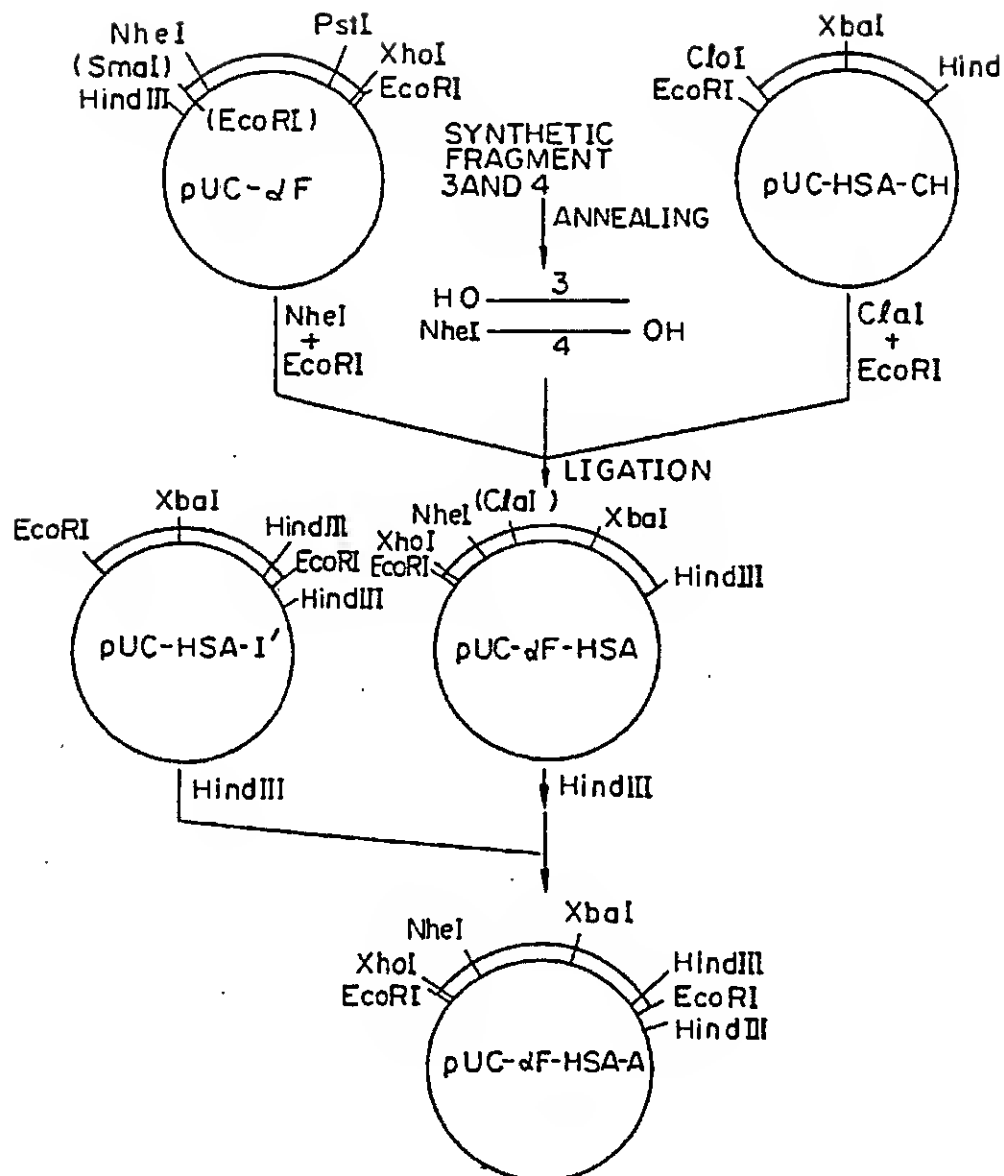 NheI
(SmaI)
HindIII
(EcoRI)
PstI
XhoI
EcoRI
pUC-αF
SYNTHETIC
FRAGMENT
3AND 4
ANNEALING
HO
3
NheI
4
OH
XbaI
CloI
EcoRI
Hind
pUC-HSA-CH
NheI
+
EcoRI
ClaI
+
EcoRI
LIGATION
EcoRI
XbaI
HindIII
EcoRI
HindIII
pUC-HSA-I'
HindIII
(ClaI)
NheI
XhoI
EcoRI
XbaI
HindIII
pUC-αF-HSA
HindIII
NheI
XhoI
EcoRI
XbaI
HindIII
EcoRI
HindIII
pUC-αF-HSA-A